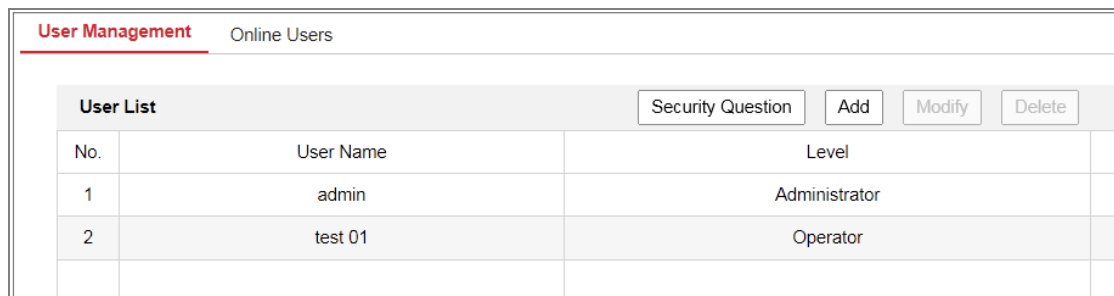 User Management Online Users
User List Security Question Add Modify Delete
No. User Name Level
1 admin Administrator
2 test 01 Operator